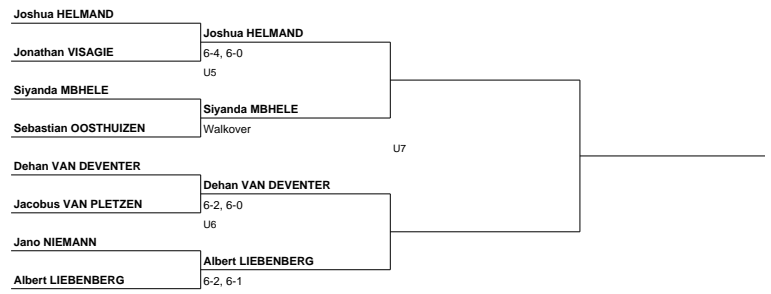 Joshua HELMAND
Joshua HELMAND
Jonathan VISAGIE
6-4, 6-0
U5
Siyanda MBHELE
Siyanda MBHELE
Sebastian OOSTHUIZEN
Walkover
U7
Dehan VAN DEVENTER
Dehan VAN DEVENTER
Jacobus VAN PLETZEN
6-2, 6-0
U6
Jano NIEMANN
Albert LIEBENBERG
Albert LIEBENBERG
6-2, 6-1